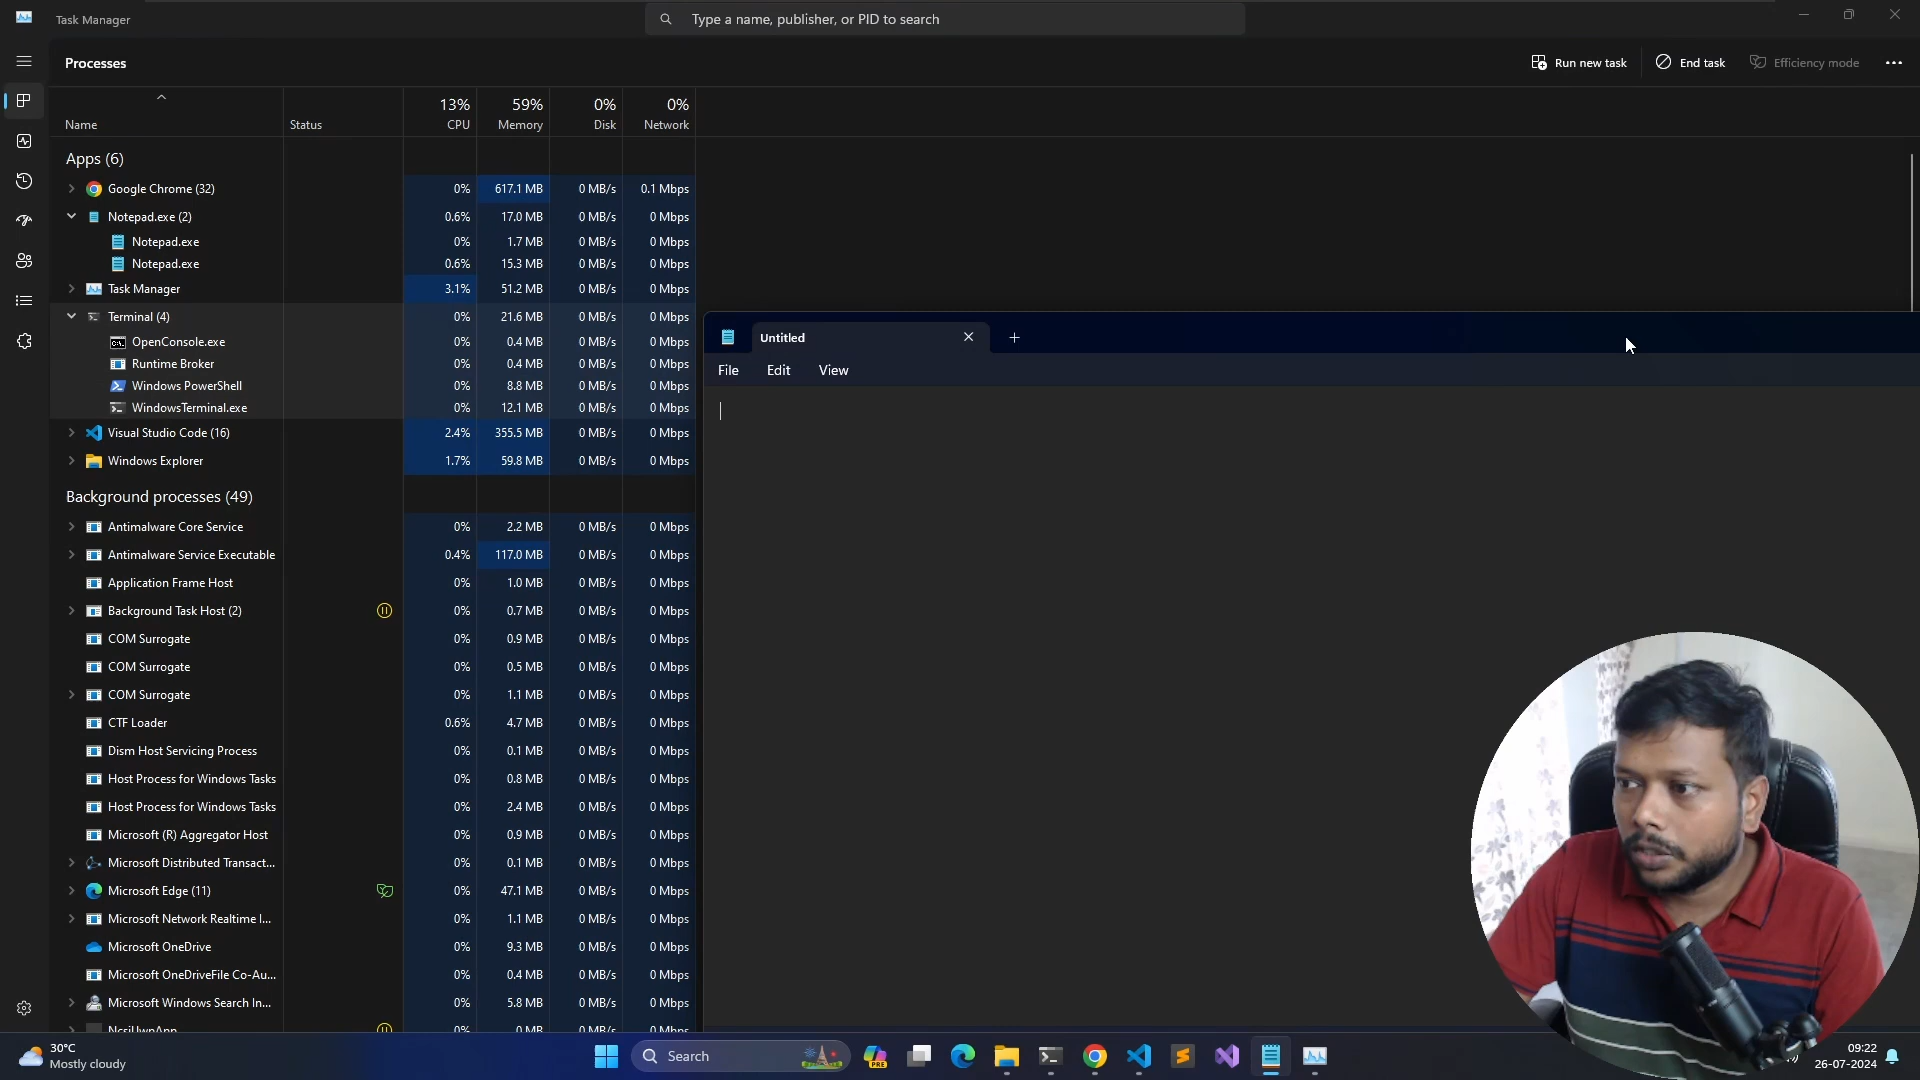 Task Manager
Type a name, publisher, or PID to search
Processes
Run new task
End task
Efficiency mode
13% 59% 0% 0%
Name Status CPU Memory Disk Network
Apps (6)
Google Chrome (32) 0% 617.1 MB 0 MB/s 0.1 Mbps
Notepad.exe (2) 0.6% 17.0 MB 0 MB/s 0 Mbps
Notepad.exe 0% 1.7 MB 0 MB/s 0 Mbps
Notepad.exe 0.6% 15.3 MB 0 MB/s 0 Mbps
Task Manager 3.1% 51.2 MB 0 MB/s 0 Mbps
Terminal (4) 0% 21.6 MB 0 MB/s 0 Mbps
OpenConsole.exe 0% 0.4 MB 0 MB/s 0 Mbps
Runtime Broker 0% 0.4 MB 0 MB/s 0 Mbps
Windows PowerShell 0% 8.8 MB 0 MB/s 0 Mbps
WindowsTerminal.exe 0% 12.1 MB 0 MB/s 0 Mbps
Visual Studio Code (16) 2.4% 355.5 MB 0 MB/s 0 Mbps
Windows Explorer 1.7% 59.8 MB 0 MB/s 0 Mbps
Untitled
File Edit View
Background processes (49)
Antimalware Core Service 0% 2.2 MB 0 MB/s 0 Mbps
Antimalware Service Executable 0.4% 117.0 MB 0 MB/s 0 Mbps
Application Frame Host 0% 1.0 MB 0 MB/s 0 Mbps
Background Task Host (2) 0% 0.7 MB 0 MB/s 0 Mbps
COM Surrogate 0% 0.9 MB 0 MB/s 0 Mbps
COM Surrogate 0% 0.5 MB 0 MB/s 0 Mbps
COM Surrogate 0% 1.1 MB 0 MB/s 0 Mbps
CTF Loader 0.6% 4.7 MB 0 MB/s 0 Mbps
Dism Host Servicing Process 0% 0.1 MB 0 MB/s 0 Mbps
Host Process for Windows Tasks 0% 0.8 MB 0 MB/s 0 Mbps
Host Process for Windows Tasks 0% 2.4 MB 0 MB/s 0 Mbps
Microsoft (R) Aggregator Host 0% 0.9 MB 0 MB/s 0 Mbps
Microsoft Distributed Transact... 0% 0.1 MB 0 MB/s 0 Mbps
Microsoft Edge (11) 0% 47.1 MB 0 MB/s 0 Mbps
Microsoft Network Realtime I... 0% 1.1 MB 0 MB/s 0 Mbps
Microsoft OneDrive 0% 9.3 MB 0 MB/s 0 Mbps
Microsoft OneDriveFile Co-Au... 0% 0.4 MB 0 MB/s 0 Mbps
Microsoft Windows Search In... 0% 5.8 MB 0 MB/s 0 Mbps
NcsiUwpApp 0% 0 MB 0 MB/s 0 Mbps
30°C
Mostly cloudy
Search
PRE
09:22
26-07-2024